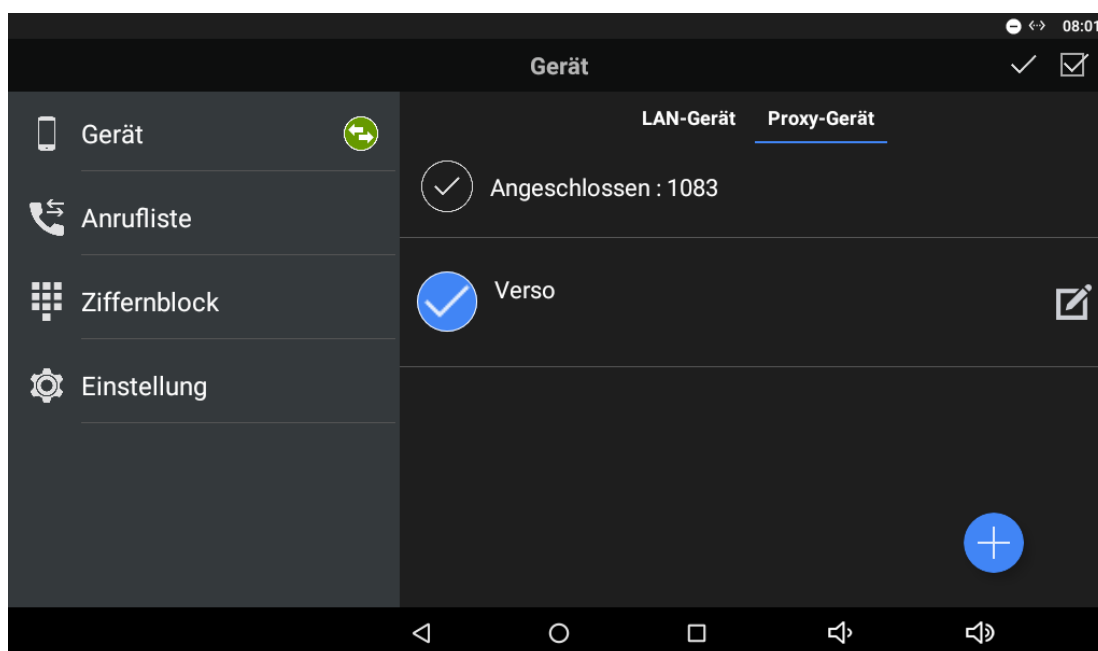 08:01
Gerät
Gerät
Anrufliste
Ziffernblock
Einstellung
LAN-Gerät Proxy-Gerät
Angeschlossen : 1083
Verso